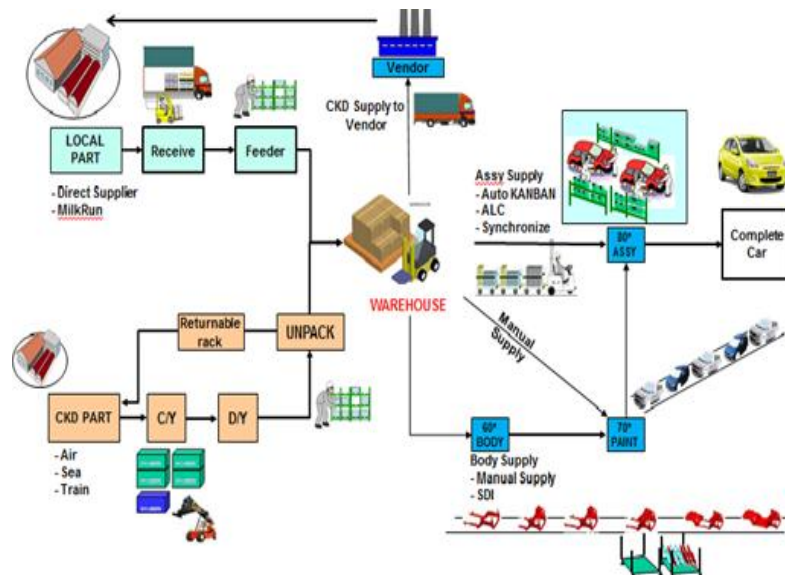 Vendor
CKD Supply to
Vendor
LOCAL
PART
Receive
Feeder
- Direct Supplier
- MilkRun
Assy Supply
- Auto KANBAN
- ALC
- Synchronize
80*
ASSY
Complete
Car
WAREHOUSE
Manual
Supply
Returnable
rack
UNPACK
CKD PART
C/Y
D/Y
- Air
- Sea
- Train
60*
BODY
70*
PAINT
Body Supply
- Manual Supply
- SDI